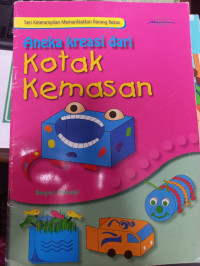 Seri Keterampilan Memanfaatkan Barang Bekas
Aneka kreasi dari
Kotak
Kemasan